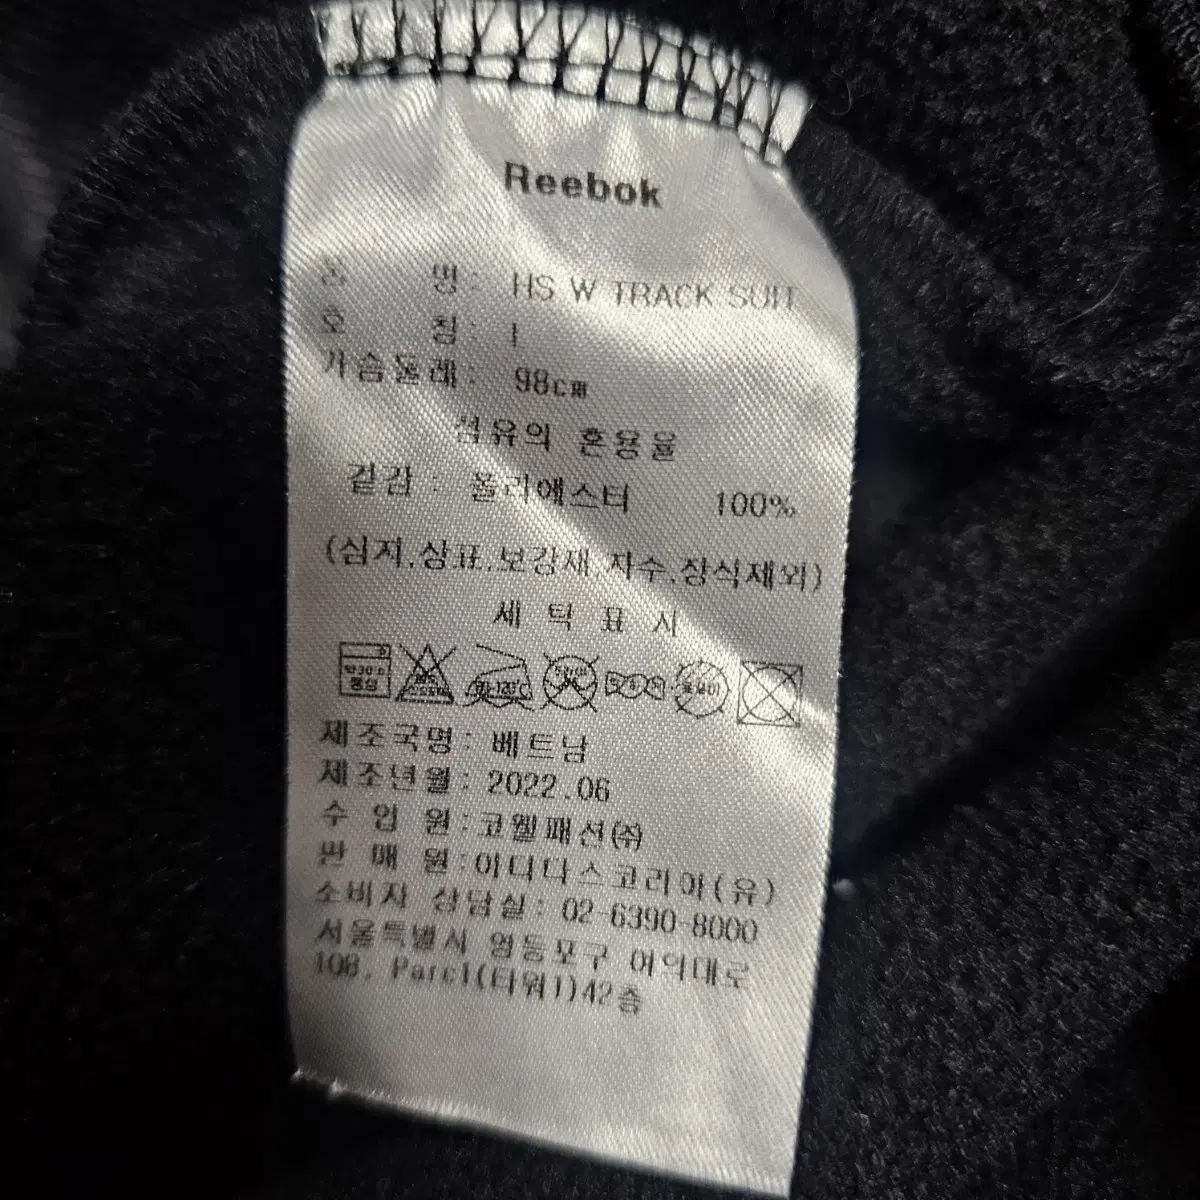 Reebok
품 명 : HS W TRACK SUIT
호 칭 :
가슴둘레 : 98cm
섬유의 혼용율
겉감 : 폴리에스터 100%
(심지,상표,보강재,자수,장식제외)
세 탁 표 시
제조국명 : 베트남
제조년월 : 2022.06
수 입 원 : 코웰패션㈜
판 매 원 : 아디다스코리아(유)
소비자 상담실 : 02-6390-8000
서울특별시 영등포구 여의대로
108, Parc1(타워1)42층